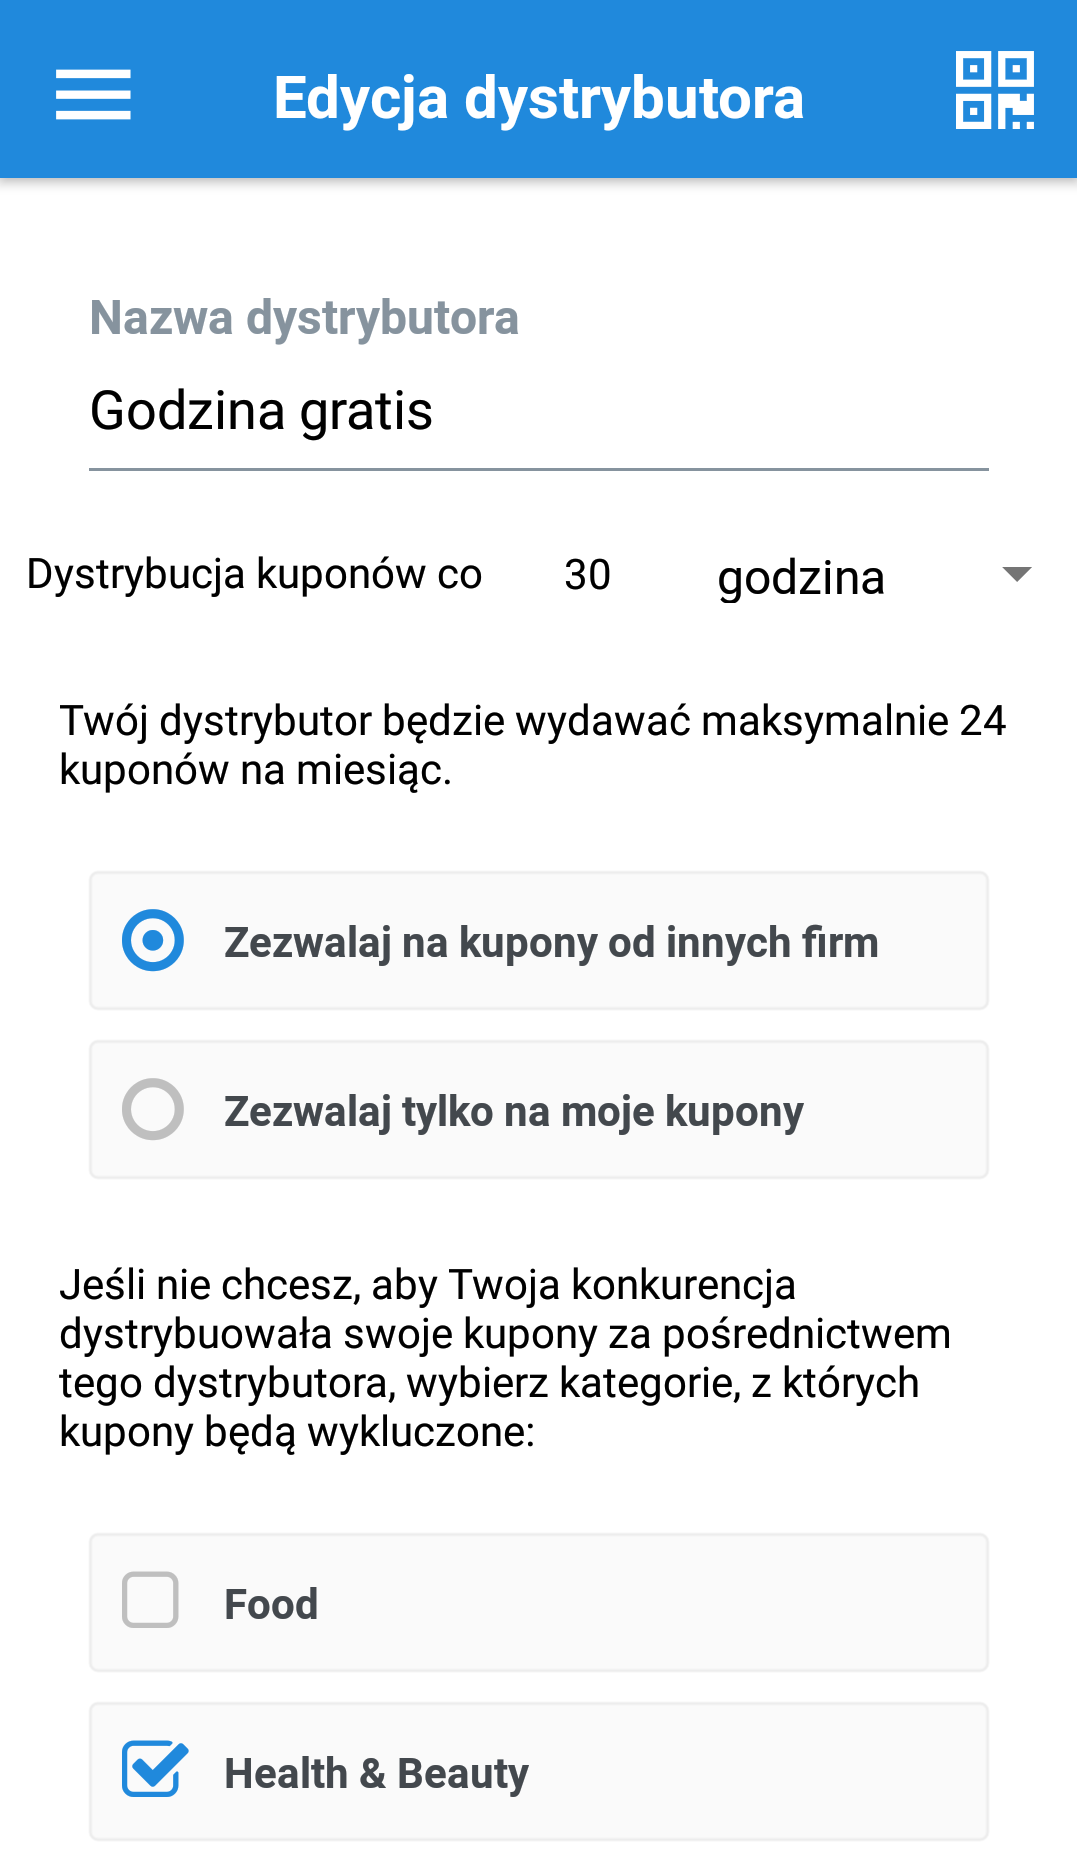 Edycja dystrybutora
Nazwa dystrybutora
Godzina gratis
Dystrybucja kuponów co 30 godzina
Twój dystrybutor będzie wydawać maksymalnie 24
kuponów na miesiąc.
Zezwalaj na kupony od innych firm
Zezwalaj tylko na moje kupony
Jeśli nie chcesz, aby Twoja konkurencja
dystrybuowała swoje kupony za pośrednictwem
tego dystrybutora, wybierz kategorie, z których
kupony będą wykluczone:
Food
Health & Beauty